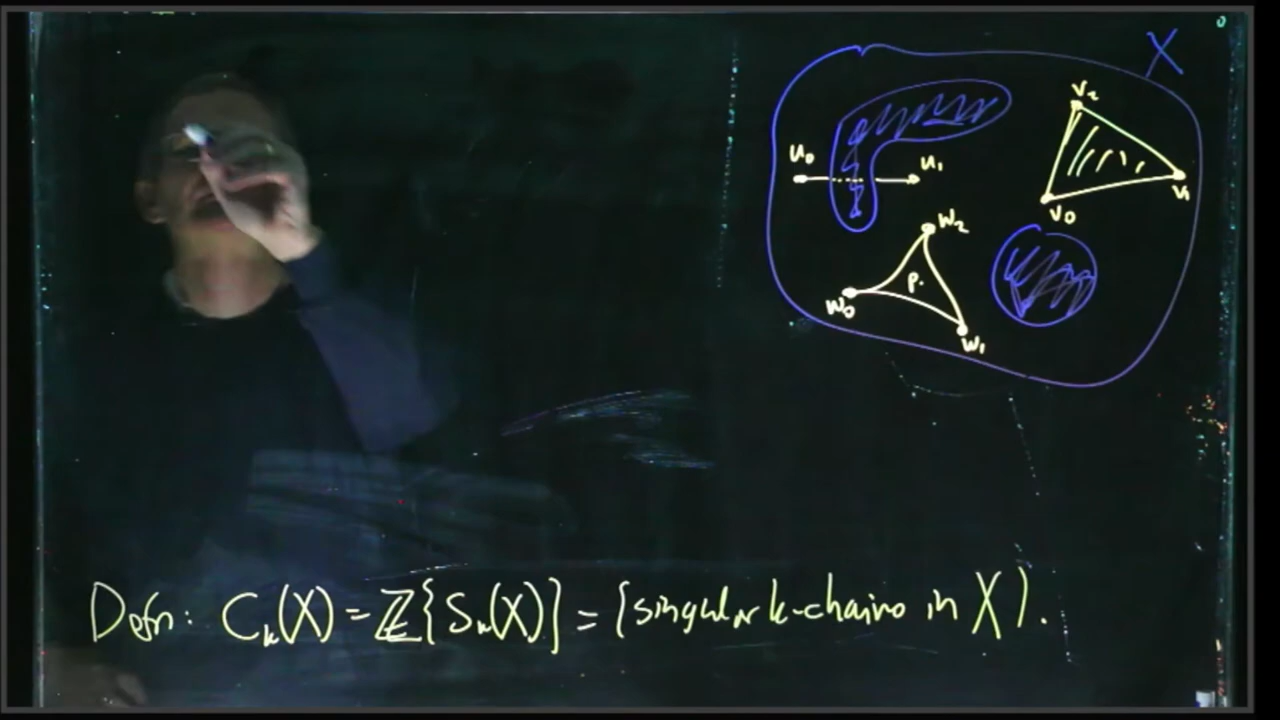 X
v₂
u₀
u₁
v₁
v₀
w₂
p.
w₀
w₁
Defn: Cₖ(X) = ℤ{Sₖ(X)} = {singular k-chains in X}.